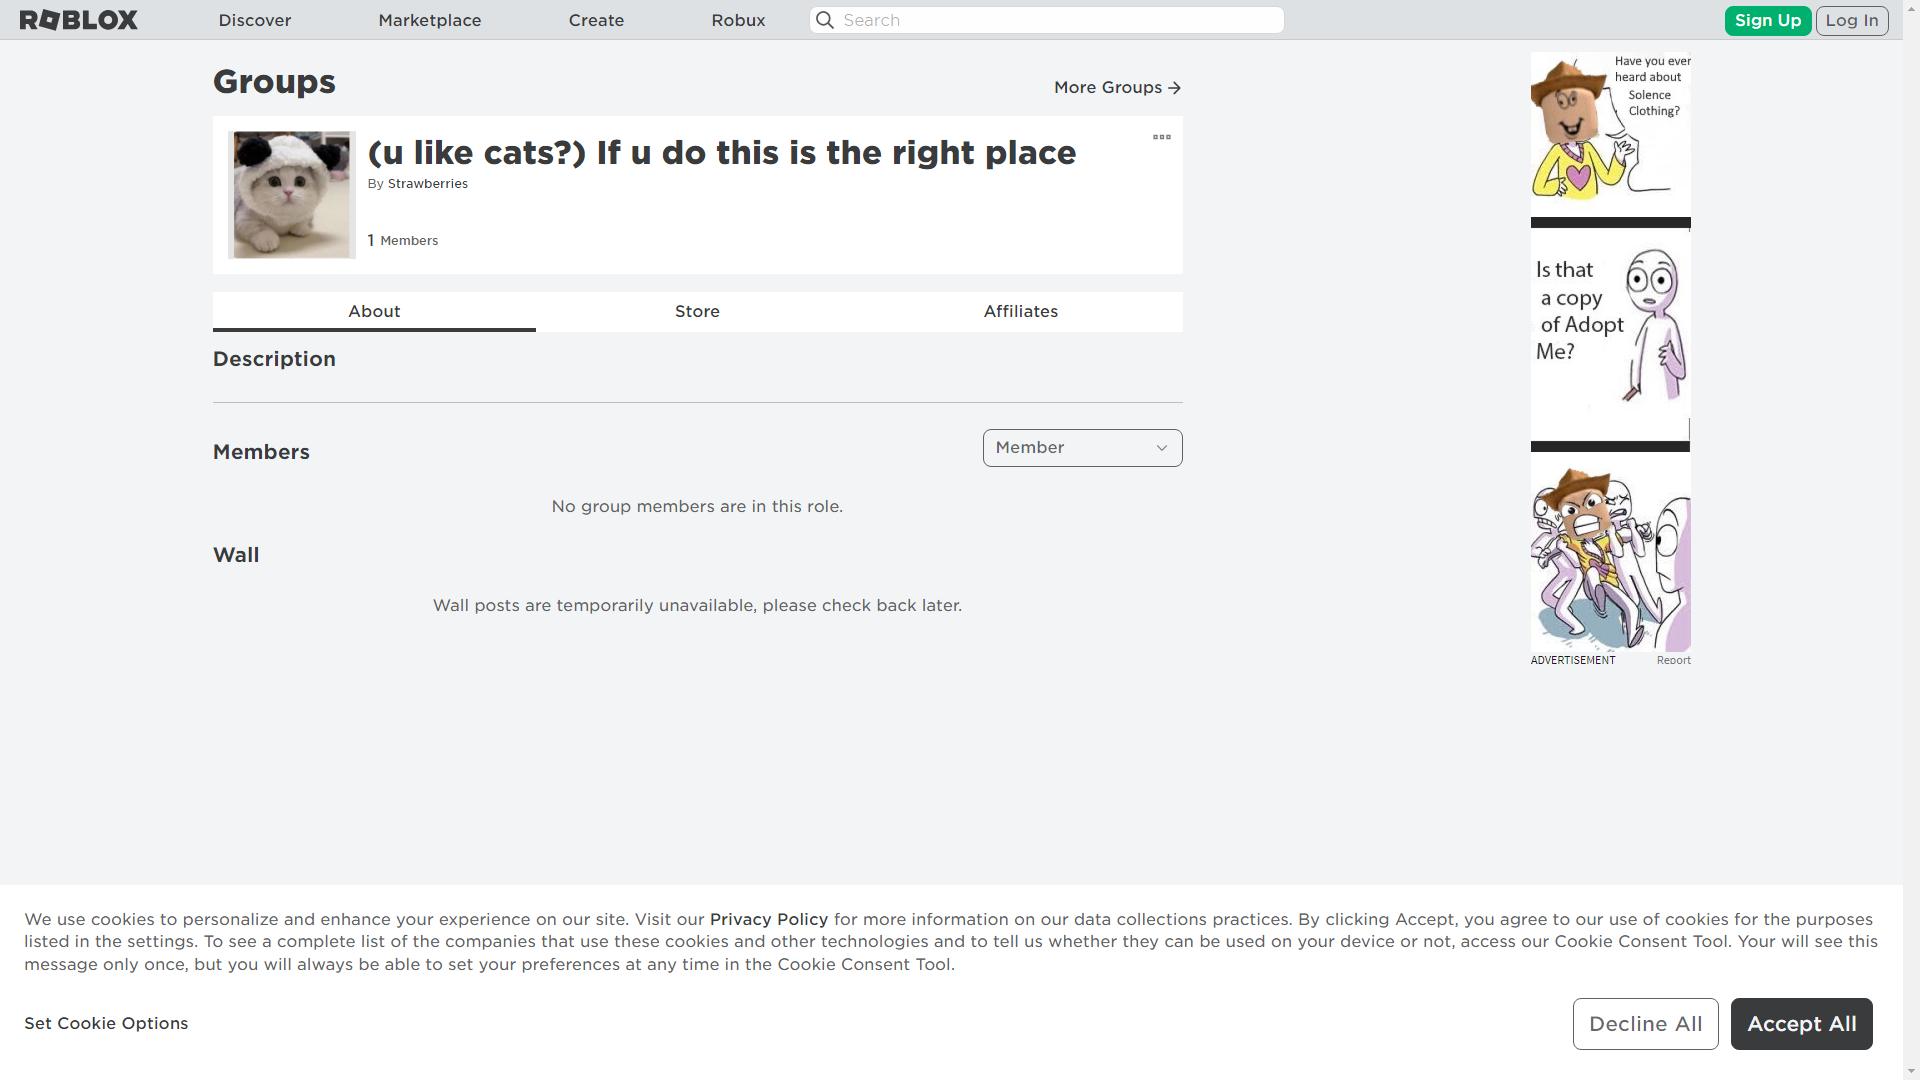 ROBLOX
Discover
Marketplace
Create
Robux
Search
Sign Up
Log In
Groups
More Groups
(u like cats?) If u do this is the right place
By Strawberries
1 Members
About
Store
Affiliates
Description
Members
Member
No group members are in this role.
Wall
Wall posts are temporarily unavailable, please check back later.
Have you ever
heard about
Solence
Clothing?
Is that
a copy
of Adopt
Me?
ADVERTISEMENT
Report
We use cookies to personalize and enhance your experience on our site. Visit our Privacy Policy for more information on our data collections practices. By clicking Accept, you agree to our use of cookies for the purposes
listed in the settings. To see a complete list of the companies that use these cookies and other technologies and to tell us whether they can be used on your device or not, access our Cookie Consent Tool. Your will see this
message only once, but you will always be able to set your preferences at any time in the Cookie Consent Tool.
Set Cookie Options
Decline All
Accept All